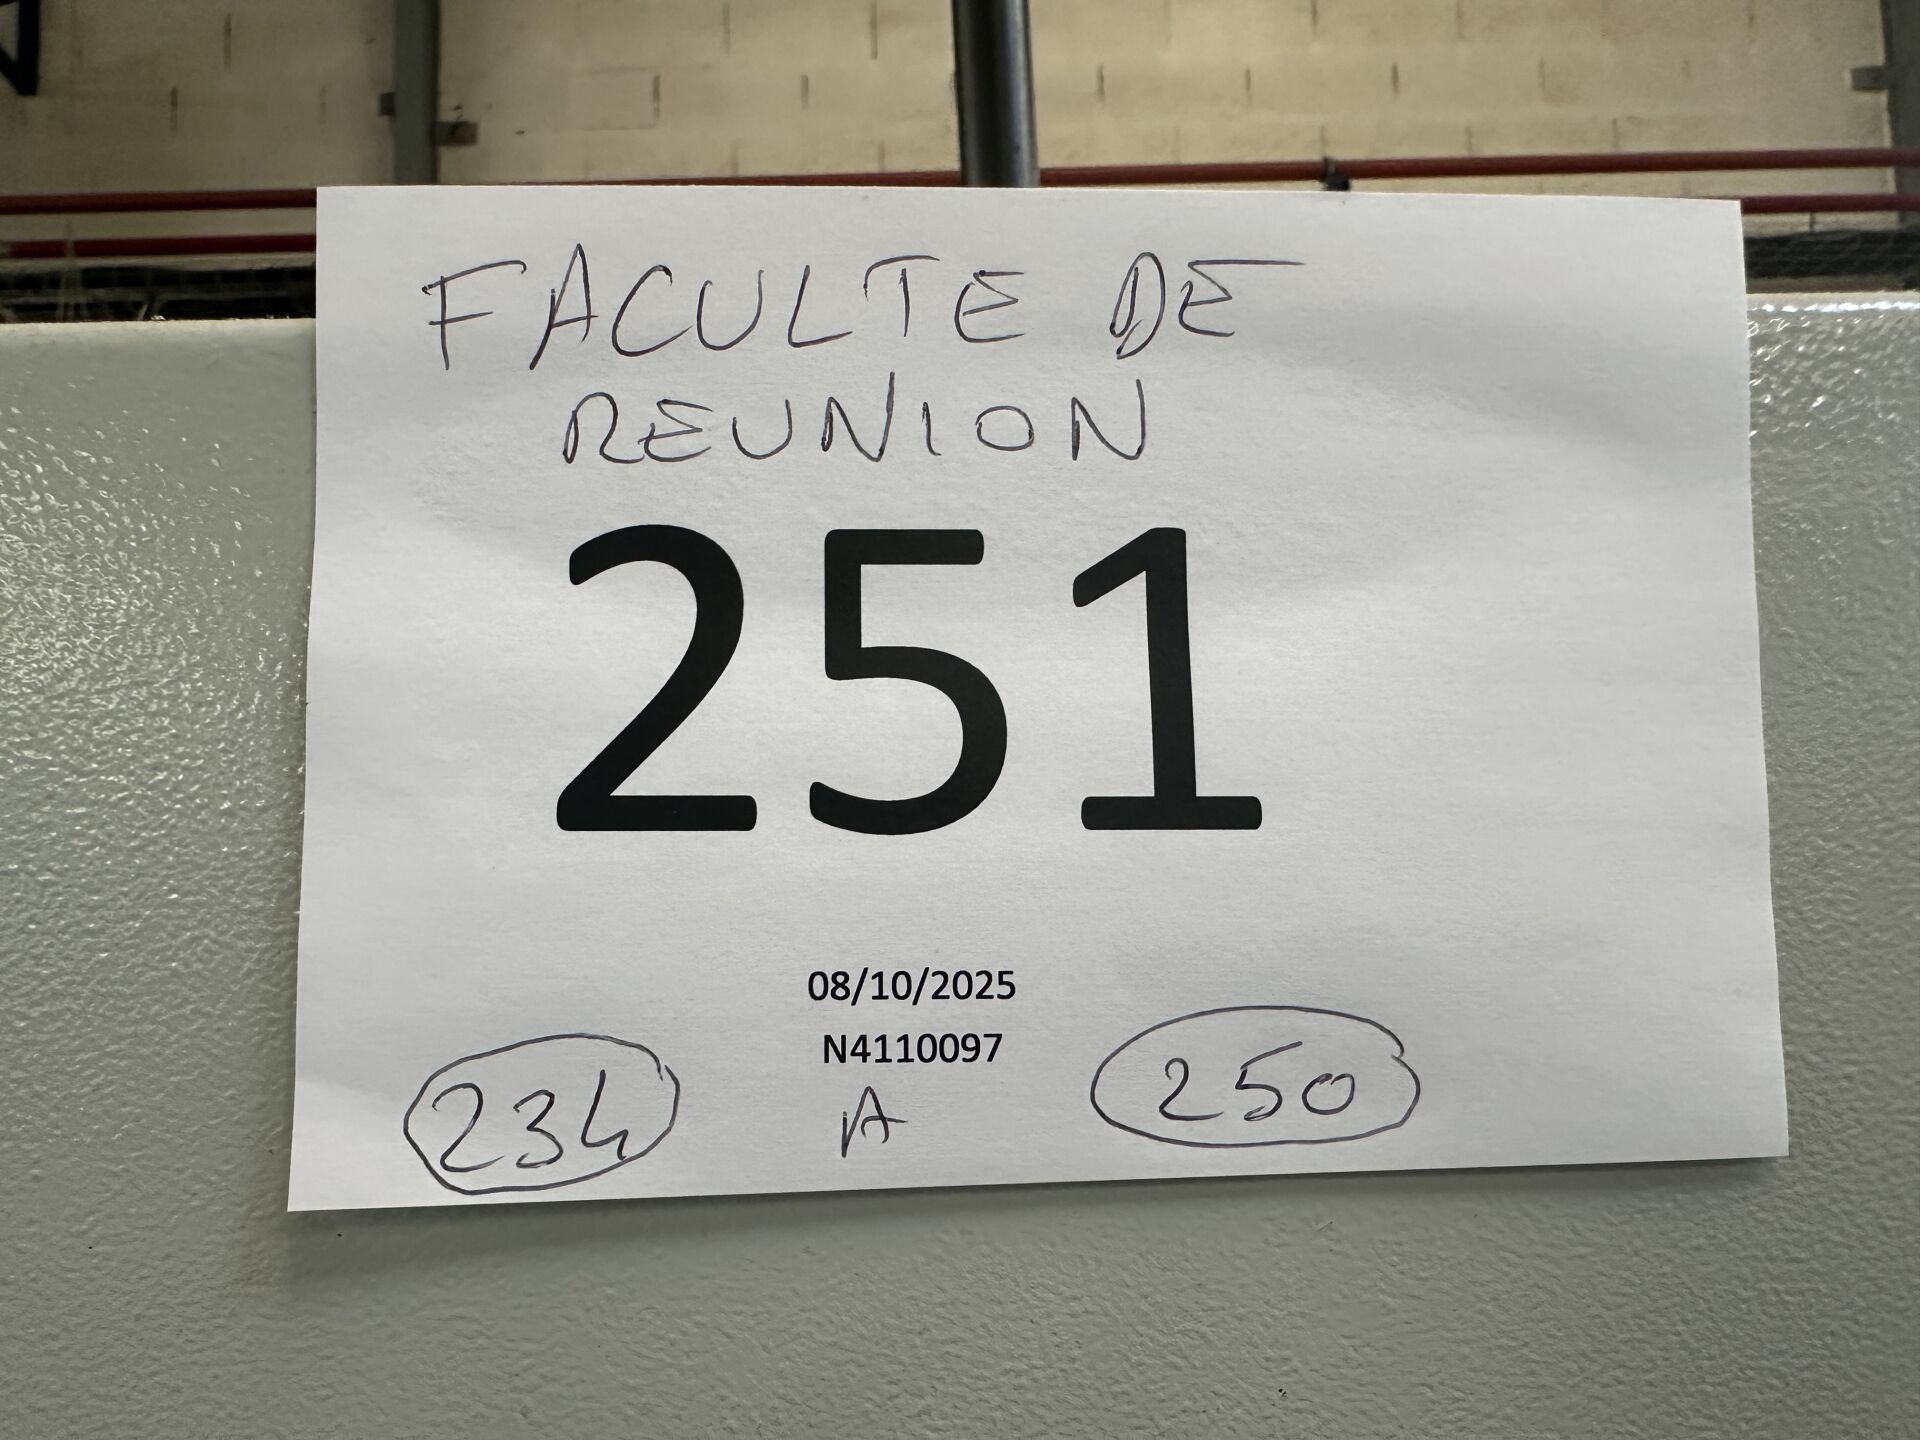 FACULTE DE
REUNION
251
08/10/2025
N4110097
234 A 250